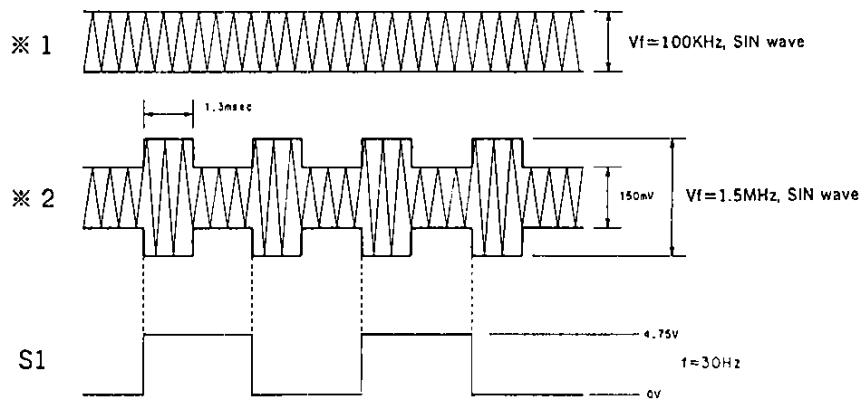 ※ 1
Vf=100KHz, SIN wave
1.3msec
※ 2
150mV
Vf=1.5MHz, SIN wave
S1
4.75V
f=30Hz
0V